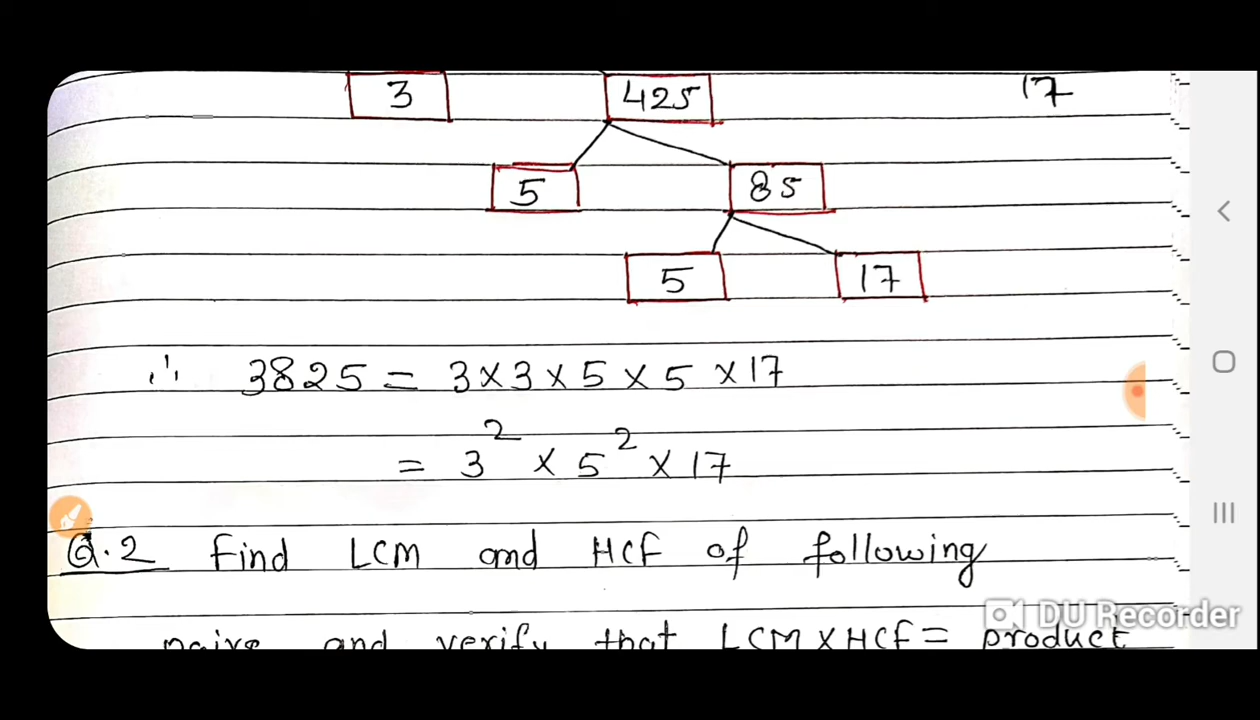 3 425 17
5 85
5 17
∴ 3825 = 3×3×5×5×17
= 3² × 5² × 17
Q.2 Find LCM and HCF of following
DU Recorder
pairs and verify that LCM×HCF= product